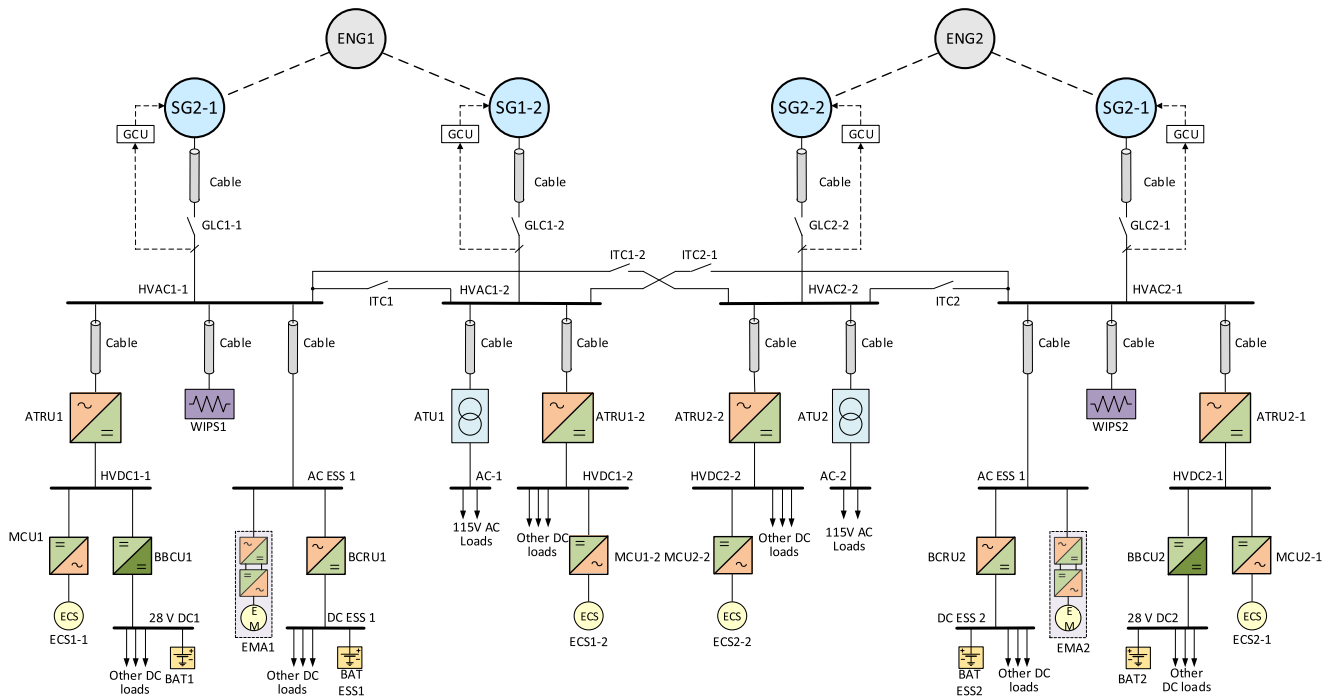 ENG1
ENG2
SG2-1
SG1-2
SG2-2
SG2-1
GCU
GCU
GCU
GCU
Cable
Cable
Cable
Cable
GLC1-1
GLC1-2
GLC2-2
GLC2-1
ITC1-2
ITC2-1
HVAC1-1
ITC1
HVAC1-2
HVAC2-2
ITC2
HVAC2-1
Cable
Cable
Cable
Cable
Cable
Cable
Cable
Cable
Cable
Cable
ATRU1
WIPS1
ATU1
ATRU1-2
ATRU2-2
ATU2
WIPS2
ATRU2-1
HVDC1-1
AC ESS 1
AC-1
HVDC1-2
HVDC2-2
AC-2
AC ESS 1
HVDC2-1
115V AC
Loads
Other DC
loads
Other DC
loads
115V AC
Loads
MCU1
BBCU1
BCRU1
MCU1-2
MCU2-2
BCRU2
BBCU2
MCU2-1
ECS
ECS1-1
28 V DC1
EM
EMA1
DC ESS 1
ECS
ECS1-2
ECS
ECS2-2
DC ESS 2
EM
EMA2
28 V DC2
ECS
ECS2-1
Other DC
loads
BAT1
Other DC
loads
BAT
ESS1
BAT
ESS2
Other DC
loads
BAT2
Other
DC loads